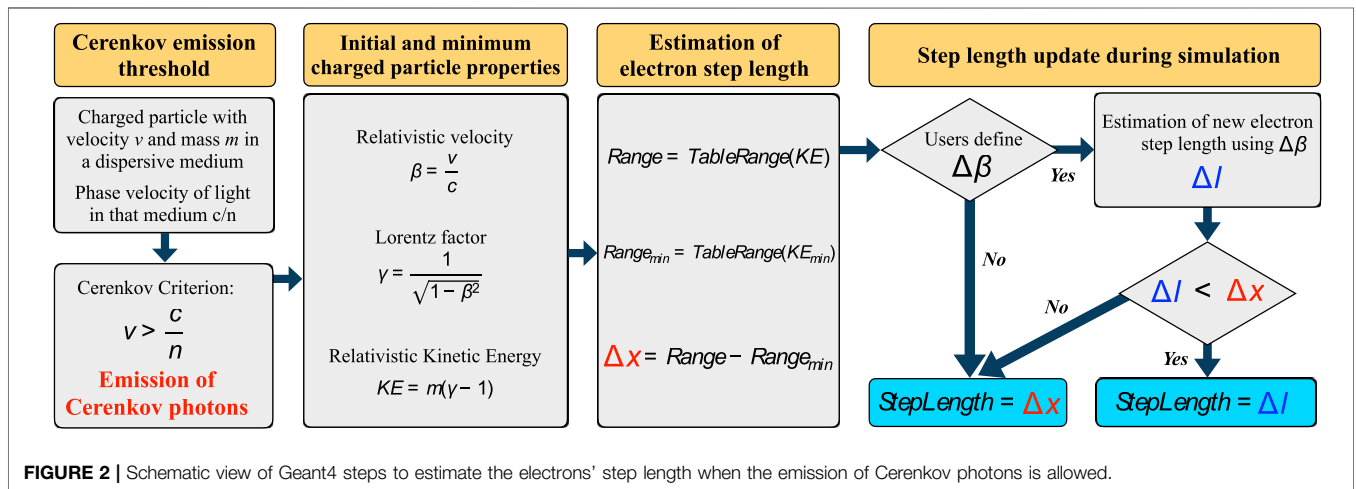 Cerenkov emission
threshold
Charged particle with
velocity v and mass m in
a dispersive medium
Phase velocity of light
in that medium c/n
Cerenkov Criterion:
v > c/n
Emission of
Cerenkov photons
Initial and minimum
charged particle properties
Relativistic velocity
β = v/c
Lorentz factor
γ = 1/√(1 − β²)
Relativistic Kinetic Energy
KE = m(γ − 1)
Estimation of
electron step length
Range = TableRange(KE)
Range_min = TableRange(KE_min)
Δx = Range − Range_min
Step length update during simulation
Users define
Δβ
Yes
No
Estimation of new electron
step length using Δβ
Δl
Δl < Δx
No
Yes
StepLength = Δx
StepLength = Δl
FIGURE 2 | Schematic view of Geant4 steps to estimate the electrons’ step length when the emission of Cerenkov photons is allowed.